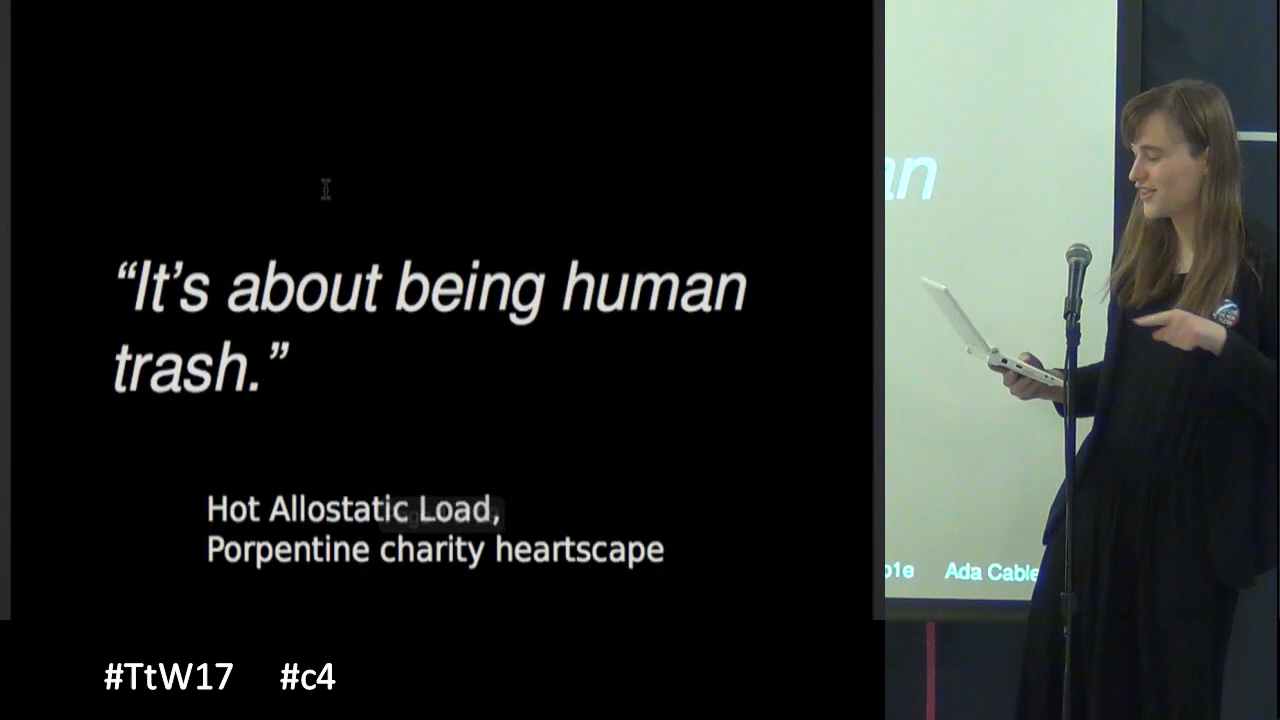 “It’s about being human
trash.”
Hot Allostatic Load,
Porpentine charity heartscape
#TtW17 #c4
an
Ada Cable